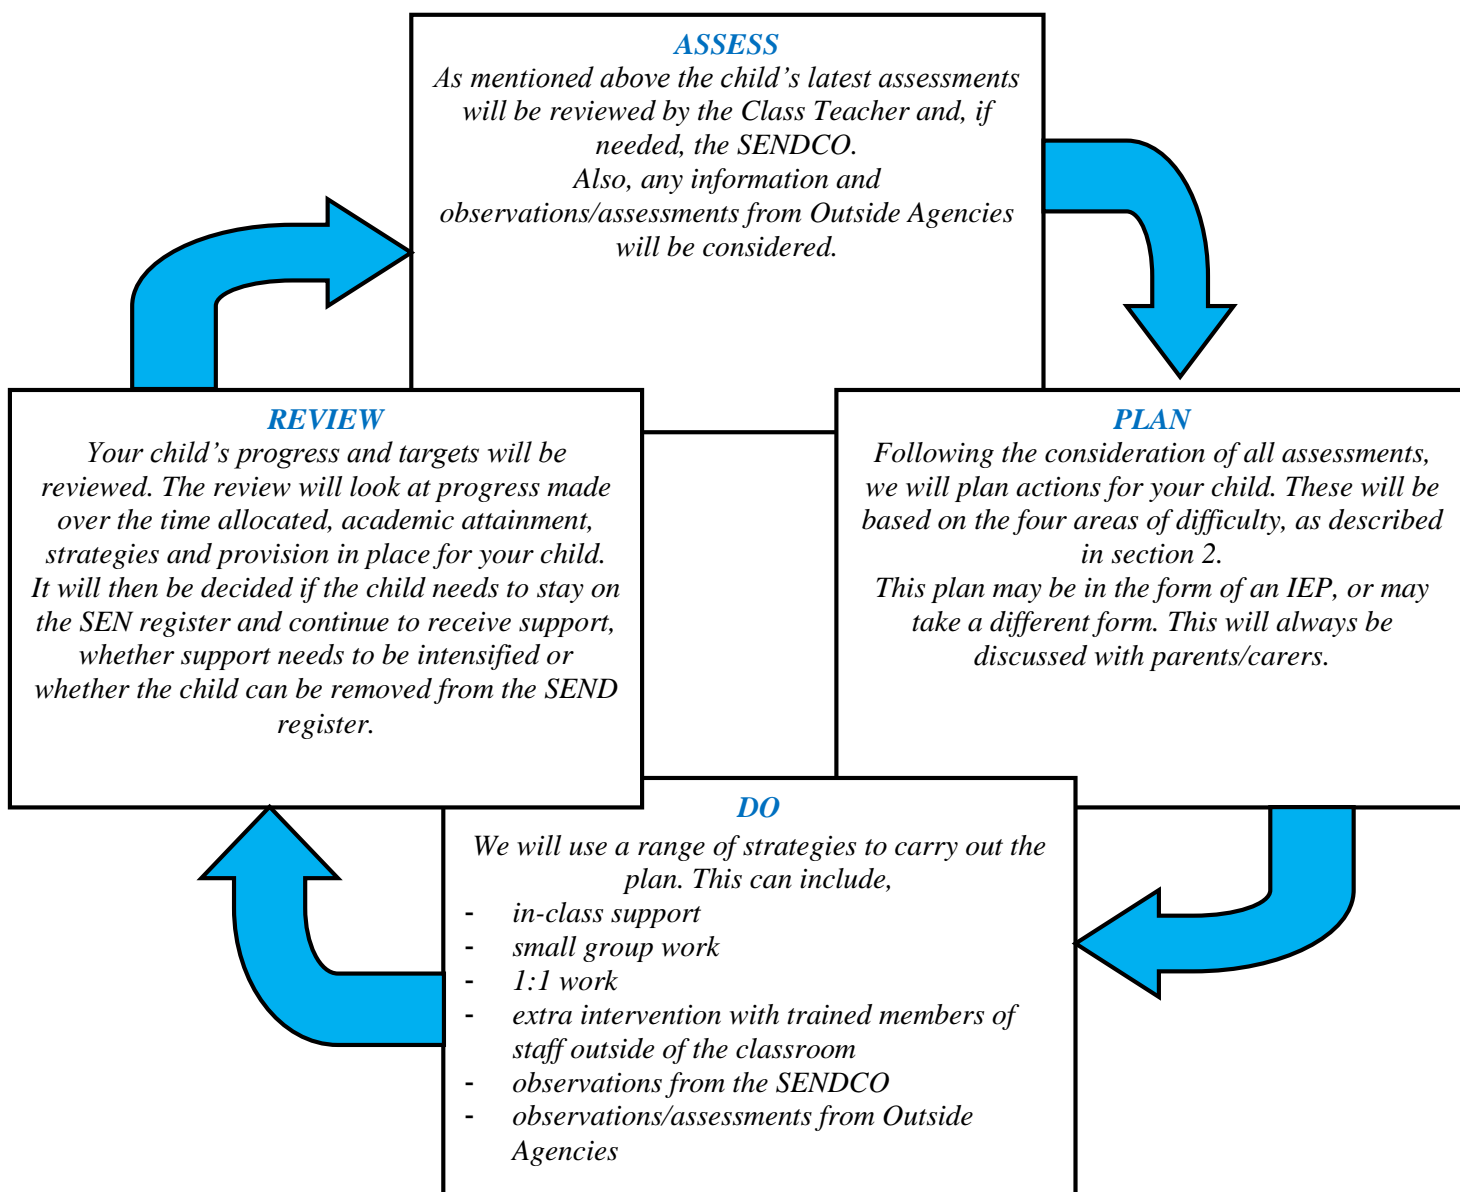 ASSESS
As mentioned above the child’s latest assessments
will be reviewed by the Class Teacher and, if
needed, the SENDCO.
Also, any information and
observations/assessments from Outside Agencies
will be considered.
PLAN
Following the consideration of all assessments,
we will plan actions for your child. These will be
based on the four areas of difficulty, as described
in section 2.
This plan may be in the form of an IEP, or may
take a different form. This will always be
discussed with parents/carers.
DO
We will use a range of strategies to carry out the
plan. This can include,
- in-class support
- small group work
- 1:1 work
- extra intervention with trained members of
staff outside of the classroom
- observations from the SENDCO
- observations/assessments from Outside
Agencies
REVIEW
Your child’s progress and targets will be
reviewed. The review will look at progress made
over the time allocated, academic attainment,
strategies and provision in place for your child.
It will then be decided if the child needs to stay on
the SEN register and continue to receive support,
whether support needs to be intensified or
whether the child can be removed from the SEND
register.